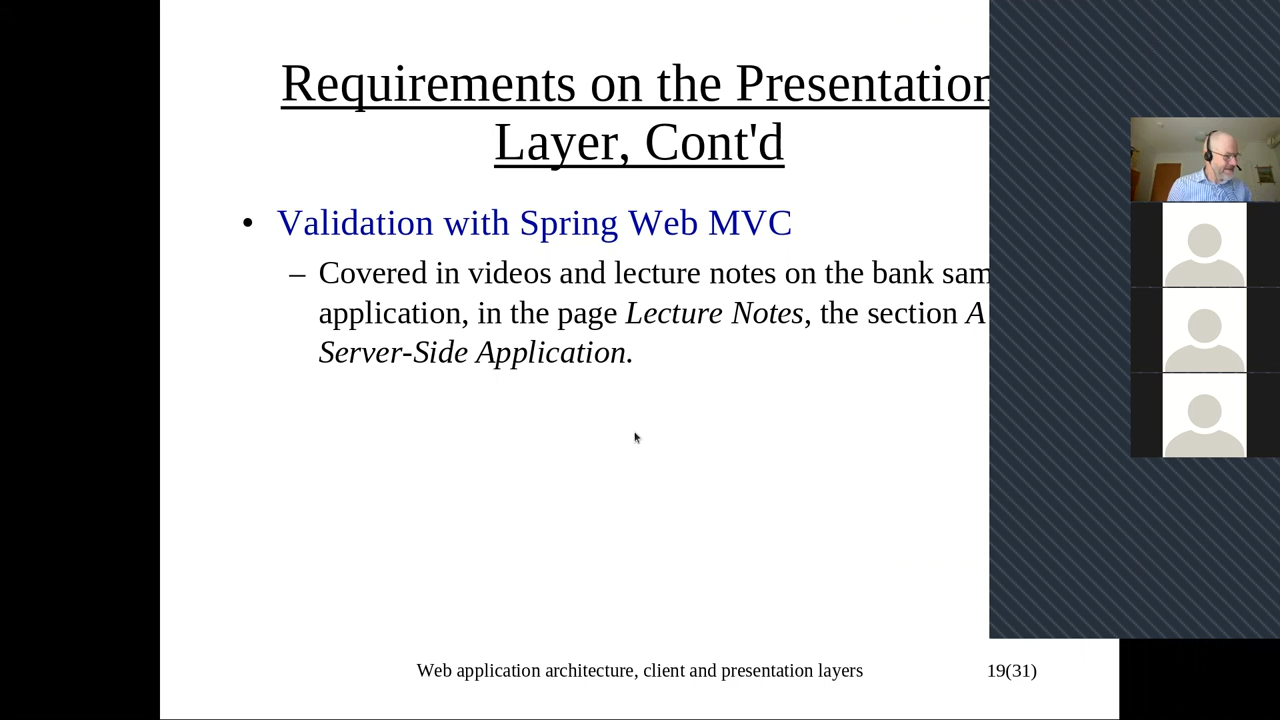 Requirements on the Presentation
Layer, Cont'd
• Validation with Spring Web MVC
– Covered in videos and lecture notes on the bank
application, in the page Lecture Notes, the section A
Server-Side Application.
Web application architecture, client and presentation layers
19(31)